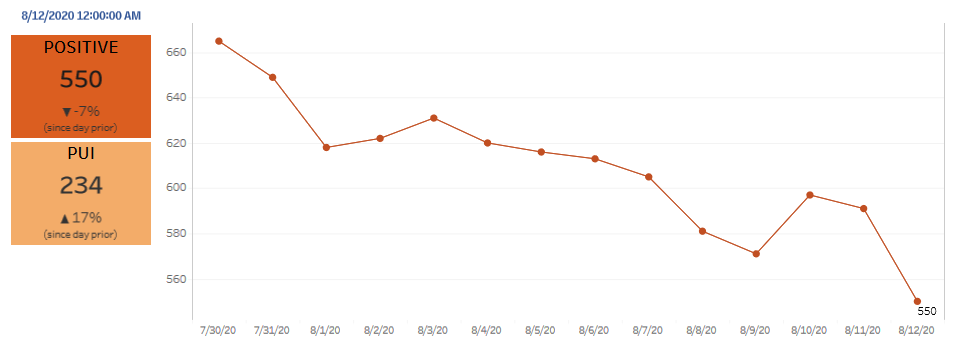 8/12/2020 12:00:00 AM
POSITIVE
550
▼ -7%
(since day prior)
PUI
234
▲ 17%
(since day prior)
660
640
620
600
580
560
550
7/30/20 7/31/20 8/1/20 8/2/20 8/3/20 8/4/20 8/5/20 8/6/20 8/7/20 8/8/20 8/9/20 8/10/20 8/11/20 8/12/20